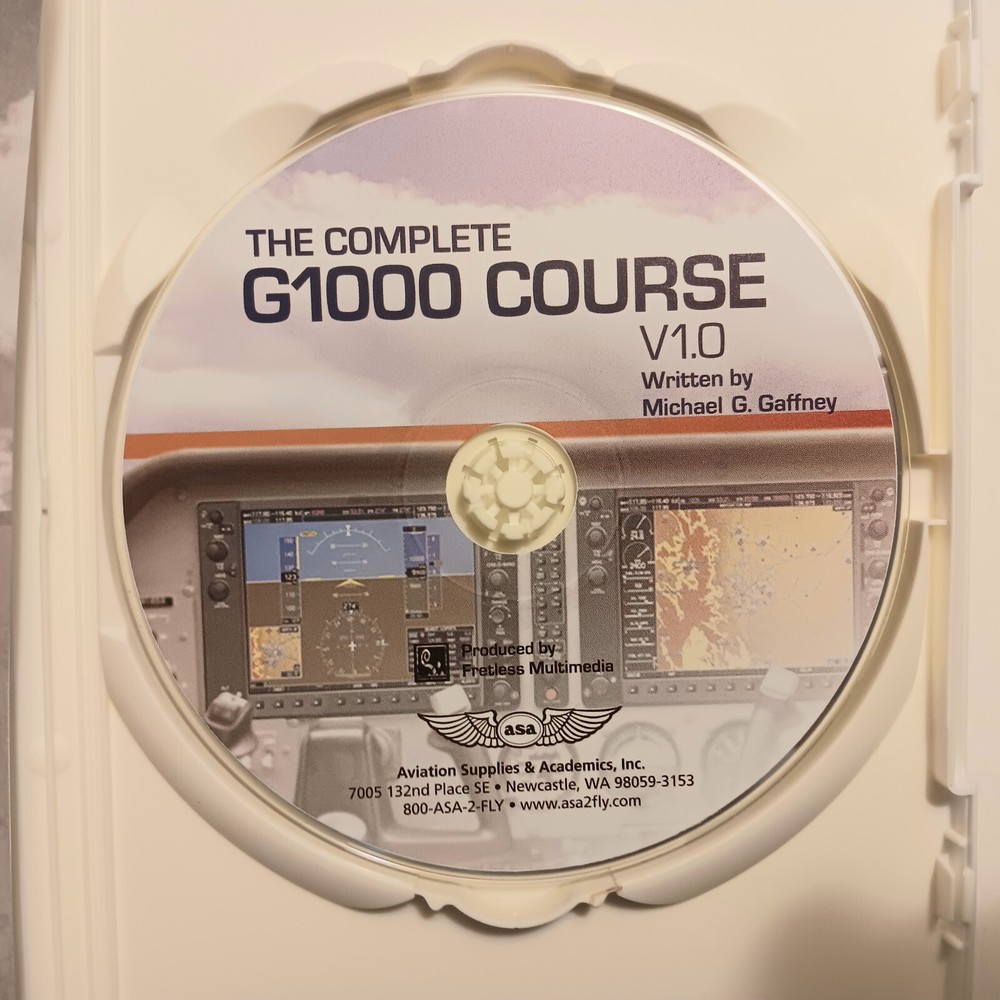 THE COMPLETE
G1000 COURSE
V1.0
Written by
Michael G. Gaffney
Produced by
Fretless Multimedia
asa
Aviation Supplies & Academics, Inc.
7005 132nd Place SE • Newcastle, WA 98059-3153
800-ASA-2-FLY • www.asa2fly.com